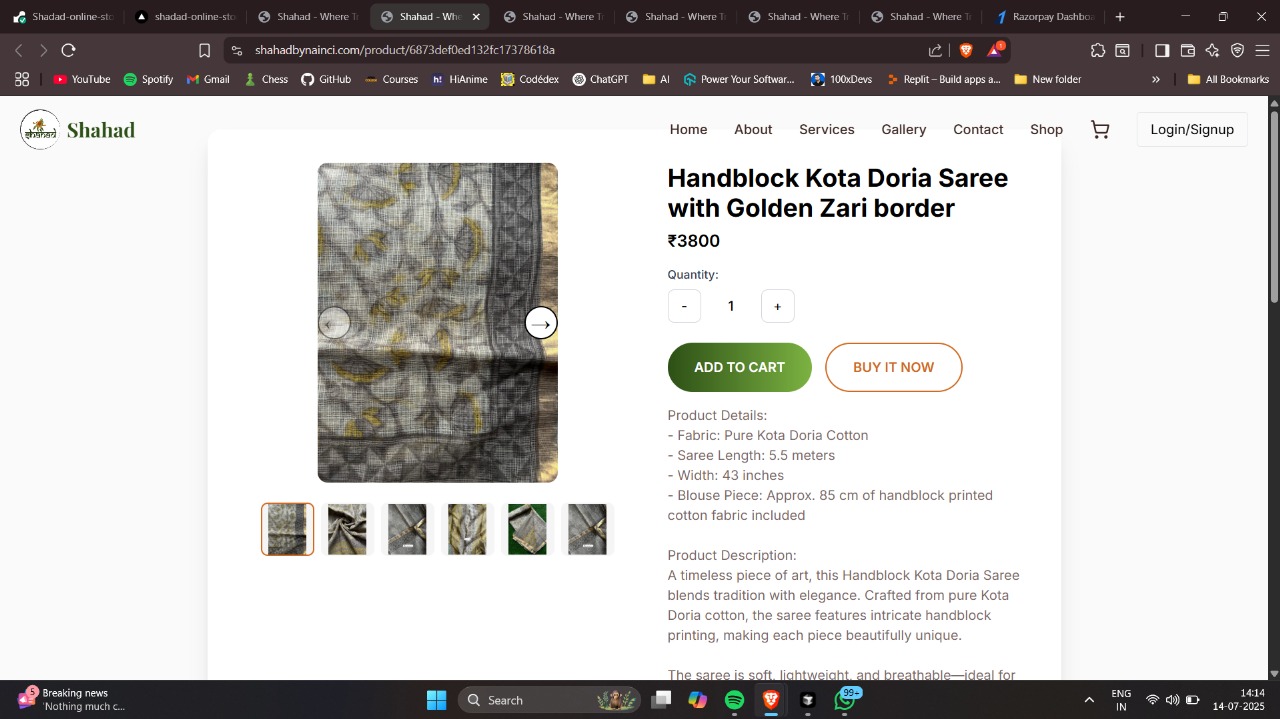 Shadad-online-sto
shadad-online-sto
Shahad - Where Tr
Shahad - Whe
Shahad - Where T
Shahad - Where Tr
Shahad - Where Tr
Shahad - Where Tr
Razorpay Dashboa
shahadbynainci.com/product/6873def0ed132fc17378618a
1
YouTube
Spotify
Gmail
Chess
GitHub
Courses
HiAnime
Codédex
ChatGPT
AI
Power Your Softwar...
100xDevs
Replit – Build apps a...
New folder
»
All Bookmarks
Shahad
Home
About
Services
Gallery
Contact
Shop
Login/Signup
Handblock Kota Doria Saree
with Golden Zari border
₹3800
Quantity:
- 1 +
ADD TO CART
BUY IT NOW
Product Details:
- Fabric: Pure Kota Doria Cotton
- Saree Length: 5.5 meters
- Width: 43 inches
- Blouse Piece: Approx. 85 cm of handblock printed
cotton fabric included
Product Description:
A timeless piece of art, this Handblock Kota Doria Saree
blends tradition with elegance. Crafted from pure Kota
Doria cotton, the saree features intricate handblock
printing, making each piece beautifully unique.
The saree is soft, lightweight, and breathable—ideal for
5
Breaking news
'Nothing much c...
Search
99+
ENG
IN
14:14
14-07-2025